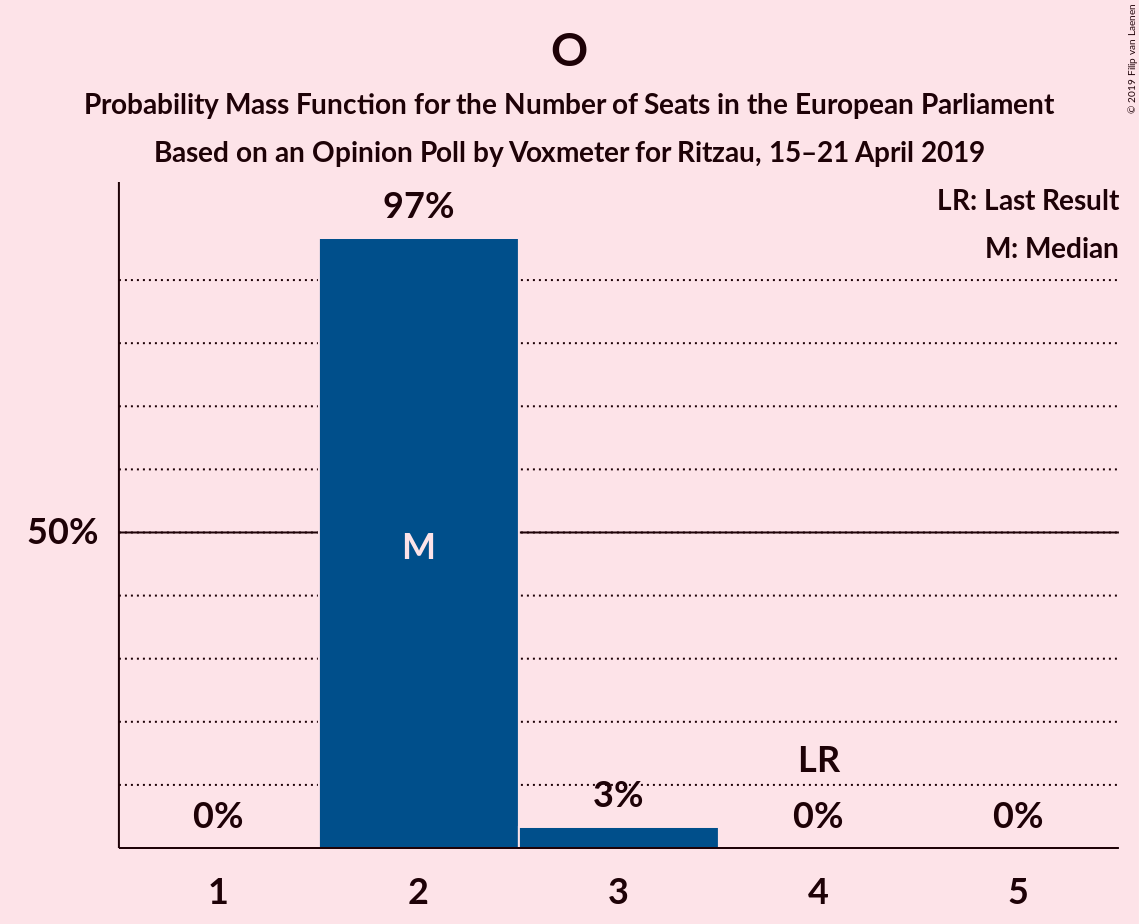 O
Probability Mass Function for the Number of Seats in the European Parliament
Based on an Opinion Poll by Voxmeter for Ritzau, 15–21 April 2019
© 2019 Filip van Laenen
LR: Last Result
M: Median
97%
50%
M
LR
0%
3%
0%
0%
1
2
3
4
5